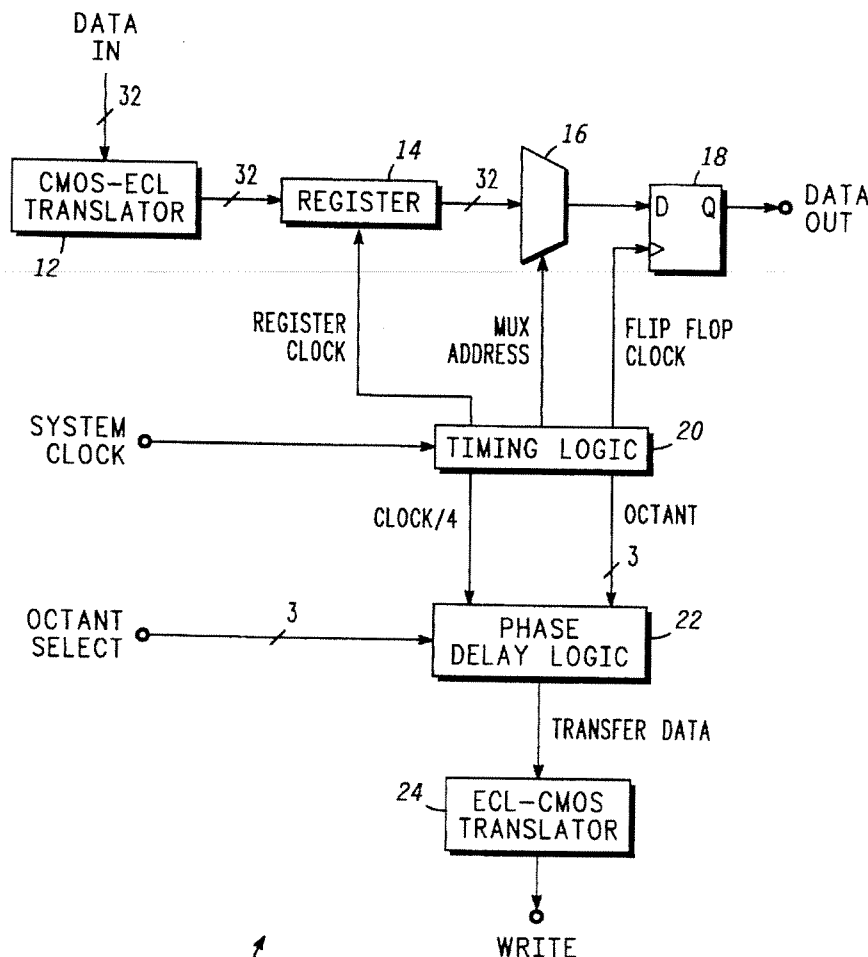 DATA
IN
32
CMOS-ECL
TRANSLATOR
12
32
14
REGISTER
32
16
18
D Q
DATA
OUT
REGISTER
CLOCK
MUX
ADDRESS
FLIP FLOP
CLOCK
SYSTEM
CLOCK
TIMING LOGIC
20
CLOCK/4
OCTANT
3
OCTANT
SELECT
3
PHASE
DELAY LOGIC
22
TRANSFER DATA
24
ECL-CMOS
TRANSLATOR
WRITE